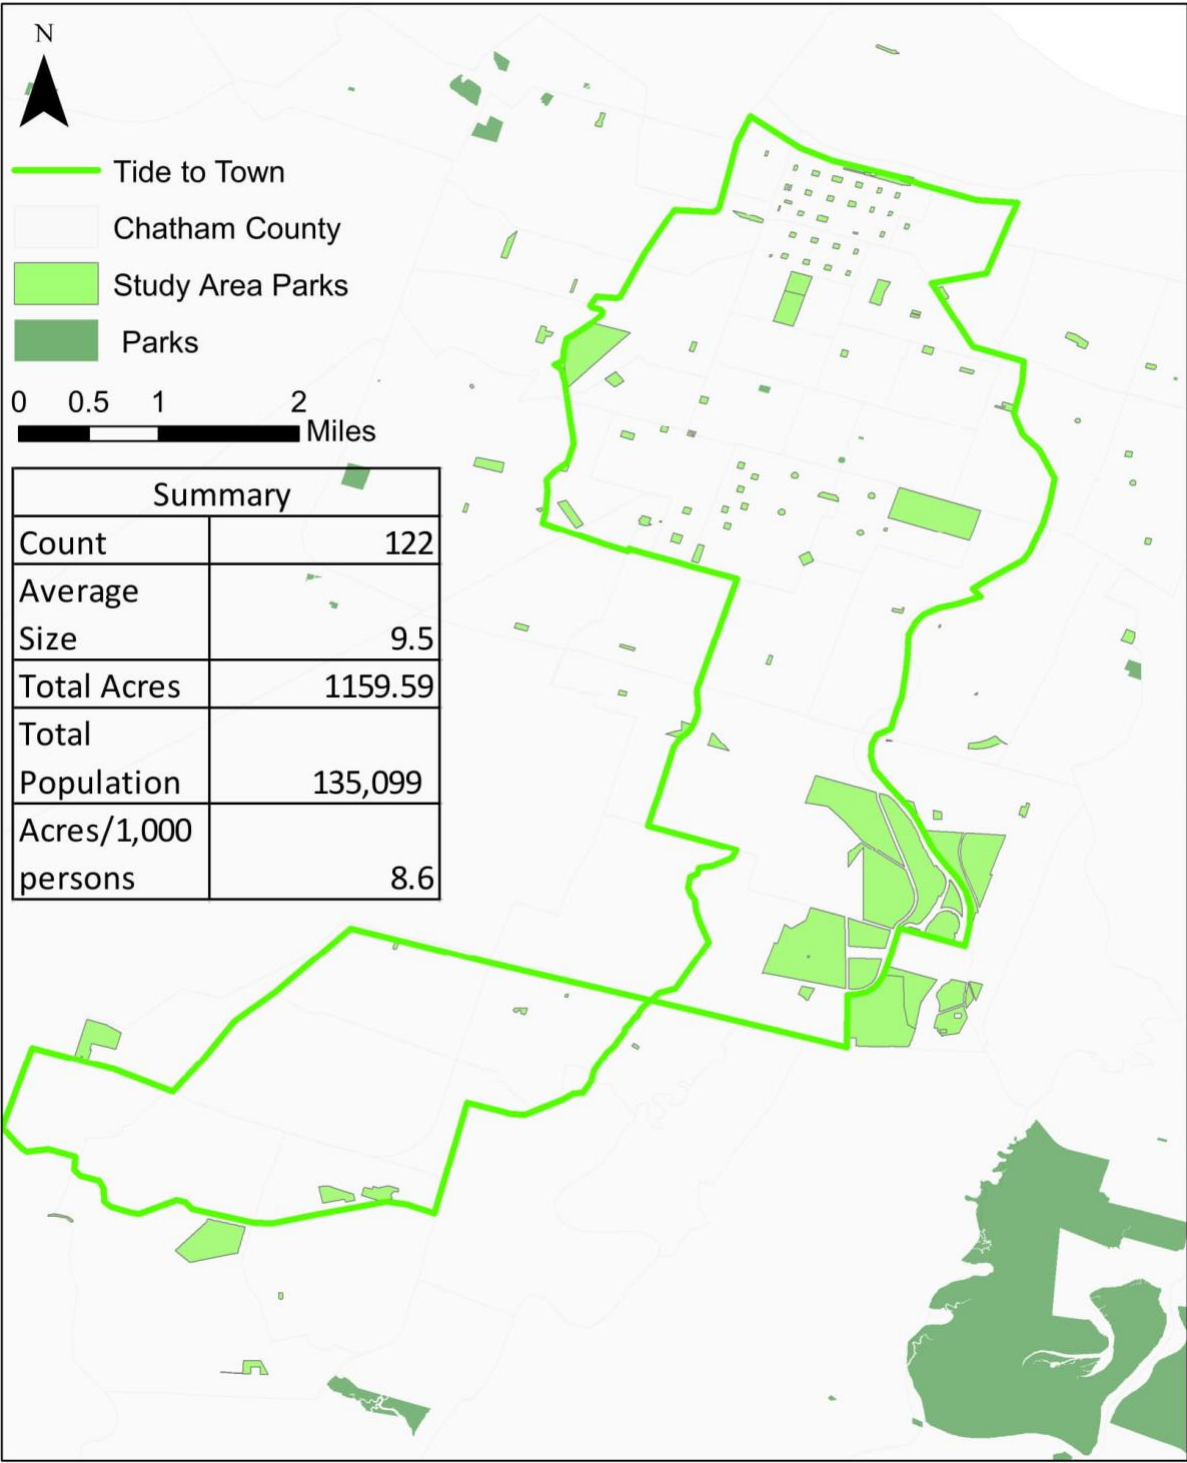 N
Tide to Town
Chatham County
Study Area Parks
Parks
0 0.5 1 2
Miles
Summary
Count 122
Average
Size 9.5
Total Acres 1159.59
Total
Population 135,099
Acres/1,000
persons 8.6